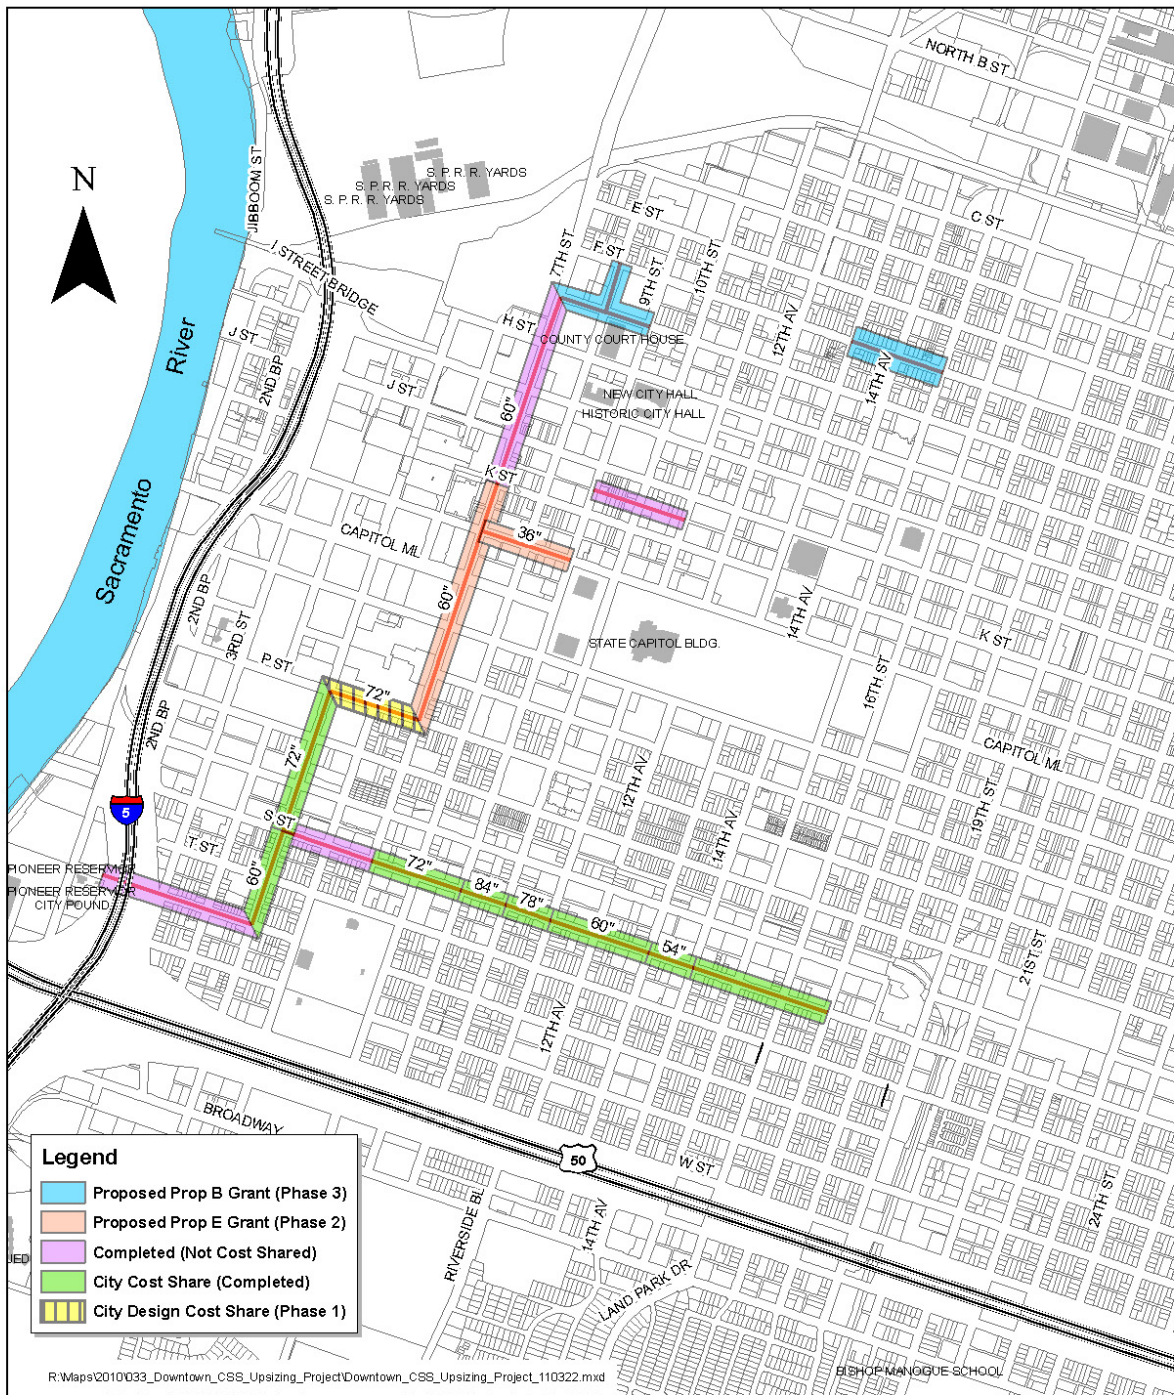 NORTH B ST
N
JIBBOOM ST
S. P. R. R. YARDS
S. P. R. R. YARDS
C ST
E ST
I STREET BRIDGE
F ST
7TH ST
9TH ST
10TH ST
J ST
H ST
12TH AV
COUNTY COURT HOUSE
2ND BP
River
J ST
14TH AV
NEW CITY HALL
60"
HISTORIC CITY HALL
K ST
Sacramento
CAPITOL ML
36"
60"
2ND BP
14TH AV
3RD ST
STATE CAPITOL BLDG.
K ST
P ST
16TH ST
72"
2ND BP
72"
CAPITOL ML
12TH AV
19TH ST
5
S ST
T ST
14TH AV
72"
PIONEER RESERVOIR
60"
84"
PIONEER RESERVOIR
78"
CITY POUND
60"
54"
21ST ST
12TH AV
BROADWAY
50
W ST
24TH ST
RIVERSIDE BL
14TH AV
LAND PARK DR
Legend
Proposed Prop B Grant (Phase 3)
Proposed Prop E Grant (Phase 2)
Completed (Not Cost Shared)
City Cost Share (Completed)
City Design Cost Share (Phase 1)
BISHOP MANOGUE SCHOOL
R:\Maps\2010\033_Downtown_CSS_Upsizing_Project\Downtown_CSS_Upsizing_Project_110322.mxd